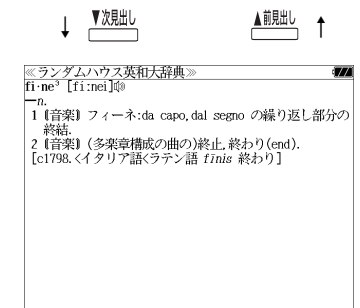 ▼次見出し ▲前見出し
≪ランダムハウス英和大辞典≫
fi·ne³ [fíːnei]
―n.
1 〖音楽〗 フィーネ:da capo,dal segno の繰り返し部分の
終結.
2 〖音楽〗 (多楽章構成の曲の)終止,終わり(end).
[c1798.<イタリア語<ラテン語 fīnis 終わり]